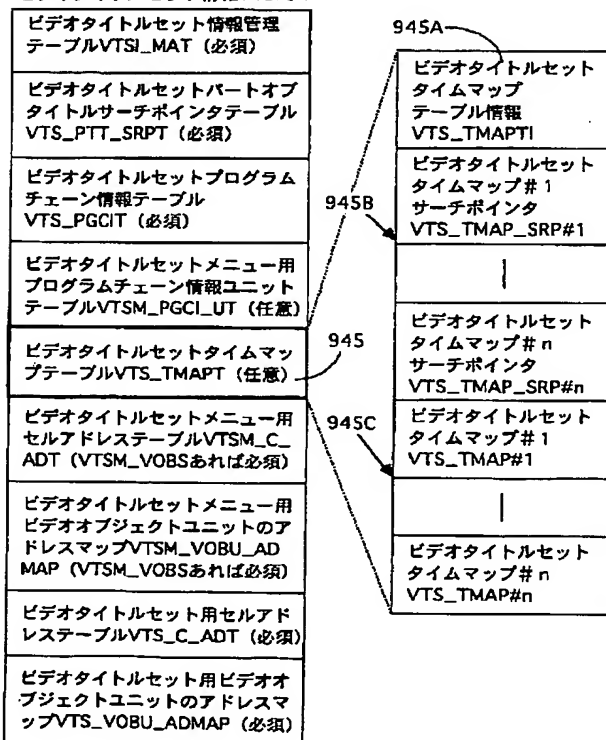 ビデオタイトルセット情報管理
テーブルVTSI_MAT（必須）
ビデオタイトルセットパートオブ
タイトルサーチポインタテーブル
VTS_PTT_SRPT（必須）
ビデオタイトルセットプログラム
チェーン情報テーブル
VTS_PGCIT（必須）
ビデオタイトルセットメニュー用
プログラムチェーン情報ユニット
テーブルVTSM_PGCI_UT（任意）
ビデオタイトルセットタイムマッ
プテーブルVTS_TMAPT（任意）
ビデオタイトルセットメニュー用
セルアドレステーブルVTSM_C_
ADT（VTSM_VOBSあれば必須）
ビデオタイトルセットメニュー用
ビデオオブジェクトユニットのア
ドレスマップVTSM_VOBU_AD
MAP（VTSM_VOBSあれば必須）
ビデオタイトルセット用セルアド
レステーブルVTS_C_ADT（必須）
ビデオタイトルセット用ビデオオ
ブジェクトユニットのアドレスマ
ップVTS_VOBU_ADMAP（必須）
945
945A
945B
945C
ビデオタイトルセット
タイムマップ
テーブル情報
VTS_TMAPTI
ビデオタイトルセット
タイムマップ＃1
サーチポインタ
VTS_TMAP_SRP#1
ビデオタイトルセット
タイムマップ＃n
サーチポインタ
VTS_TMAP_SRP#n
ビデオタイトルセット
タイムマップ＃1
VTS_TMAP#1
ビデオタイトルセット
タイムマップ＃n
VTS_TMAP#n